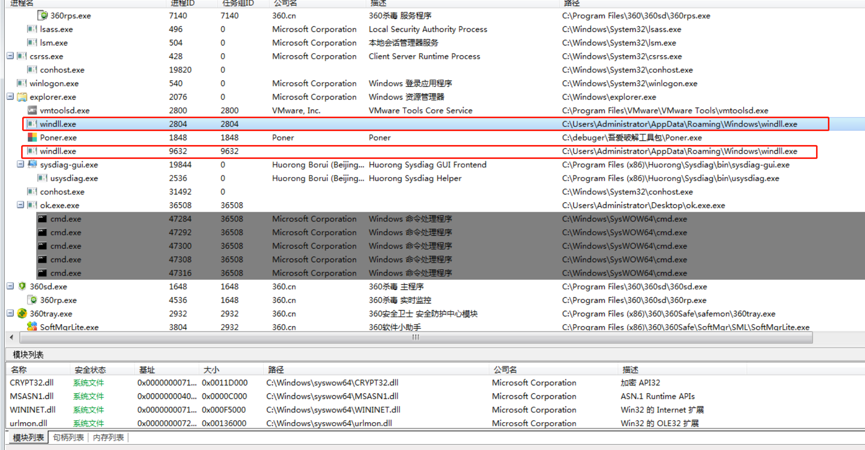 进程名 进程ID 任务组ID 公司名 描述 路径
360rps.exe 7140 7140 360.cn 360杀毒 服务程序 C:\Program Files\360\360sd\360rps.exe
lsass.exe 496 0 Microsoft Corporation Local Security Authority Process C:\Windows\System32\lsass.exe
lsm.exe 504 0 Microsoft Corporation 本地会话管理器服务 C:\Windows\System32\lsm.exe
csrss.exe 428 0 Microsoft Corporation Client Server Runtime Process C:\Windows\System32\csrss.exe
conhost.exe 19820 0 C:\Windows\System32\conhost.exe
winlogon.exe 540 0 Microsoft Corporation Windows 登录应用程序 C:\Windows\System32\winlogon.exe
explorer.exe 2076 0 Microsoft Corporation Windows 资源管理器 C:\Windows\explorer.exe
vmtoolsd.exe 2800 2800 VMware, Inc. VMware Tools Core Service C:\Program Files\VMware\VMware Tools\vmtoolsd.exe
windll.exe 2804 2804 C:\Users\Administrator\AppData\Roaming\Windows\windll.exe
Poner.exe 1848 1848 Poner Poner C:\debuger\吾爱破解工具包\Poner.exe
windll.exe 9632 9632 C:\Users\Administrator\AppData\Roaming\Windows\windll.exe
sysdiag-gui.exe 19844 0 Huorong Borui (Beijing... Huorong Sysdiag GUI Frontend C:\Program Files (x86)\Huorong\Sysdiag\bin\sysdiag-gui.exe
usysdiag.exe 2536 0 Huorong Borui (Beijing... Huorong Sysdiag Helper C:\Program Files (x86)\Huorong\Sysdiag\bin\usysdiag.exe
conhost.exe 31492 0 C:\Windows\System32\conhost.exe
ok.exe.exe 36508 36508 C:\Users\Administrator\Desktop\ok.exe.exe
cmd.exe 47284 36508 Microsoft Corporation Windows 命令处理程序 C:\Windows\SysWOW64\cmd.exe
cmd.exe 47292 36508 Microsoft Corporation Windows 命令处理程序 C:\Windows\SysWOW64\cmd.exe
cmd.exe 47300 36508 Microsoft Corporation Windows 命令处理程序 C:\Windows\SysWOW64\cmd.exe
cmd.exe 47308 36508 Microsoft Corporation Windows 命令处理程序 C:\Windows\SysWOW64\cmd.exe
cmd.exe 47316 36508 Microsoft Corporation Windows 命令处理程序 C:\Windows\SysWOW64\cmd.exe
360sd.exe 1648 1648 360.cn 360杀毒 主程序 C:\Program Files\360\360sd\360sd.exe
360rp.exe 4536 1648 360.cn 360杀毒 实时监控 C:\Program Files\360\360sd\360rp.exe
360tray.exe 2932 2932 360.cn 360安全卫士 安全防护中心模块 C:\Program Files (x86)\360\360Safe\safemon\360tray.exe
SoftMgrLite.exe 3804 2932 360.cn 360软件小助手 C:\Program Files (x86)\360\360Safe\SoftMgr\SML\SoftMgrLite.exe
模块列表
名称 安全状态 基址 大小 路径 公司名 描述
CRYPT32.dll 系统文件 0x0000000071... 0x0011D000 C:\Windows\syswow64\CRYPT32.dll Microsoft Corporation 加密 API32
MSASN1.dll 系统文件 0x0000000040... 0x0000C000 C:\Windows\syswow64\MSASN1.dll Microsoft Corporation ASN.1 Runtime APIs
WININET.dll 系统文件 0x0000000071... 0x000F5000 C:\Windows\syswow64\WININET.dll Microsoft Corporation Win32 的 Internet 扩展
urlmon.dll 系统文件 0x0000000072... 0x00136000 C:\Windows\syswow64\urlmon.dll Microsoft Corporation Win32 的 OLE32 扩展
模块列表 句柄列表 内存列表